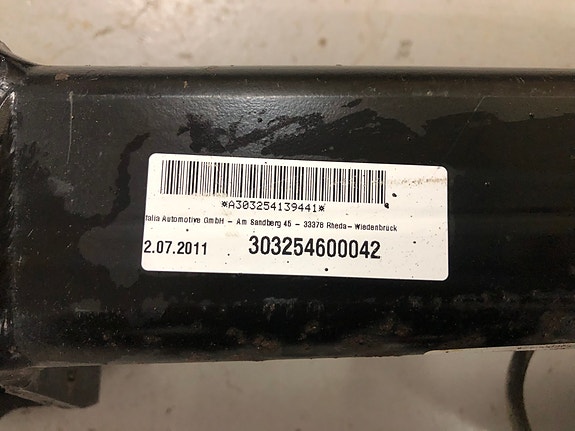 *A303254139441*
talia Automotive GmbH - Am Sandberg 45 - 33378 Rheda-Wiedenbrück
2.07.2011 303254600042